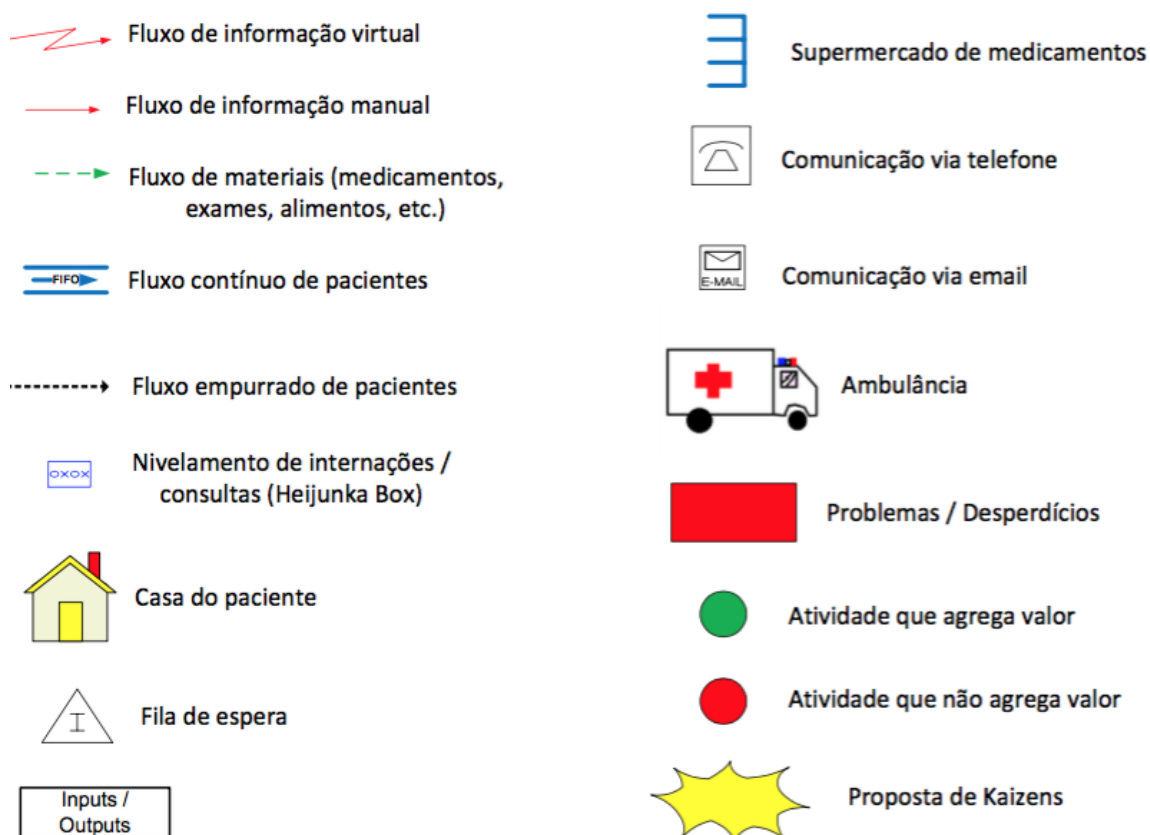 Fluxo de informação virtual
Fluxo de informação manual
Fluxo de materiais (medicamentos,
exames, alimentos, etc.)
FIFO
Fluxo contínuo de pacientes
Fluxo empurrado de pacientes
OXOX
Nivelamento de internações /
consultas (Heijunka Box)
Casa do paciente
I
Fila de espera
Inputs /
Outputs
Supermercado de medicamentos
Comunicação via telefone
E-MAIL
Comunicação via email
Ambulância
Problemas / Desperdícios
Atividade que agrega valor
Atividade que não agrega valor
Proposta de Kaizens